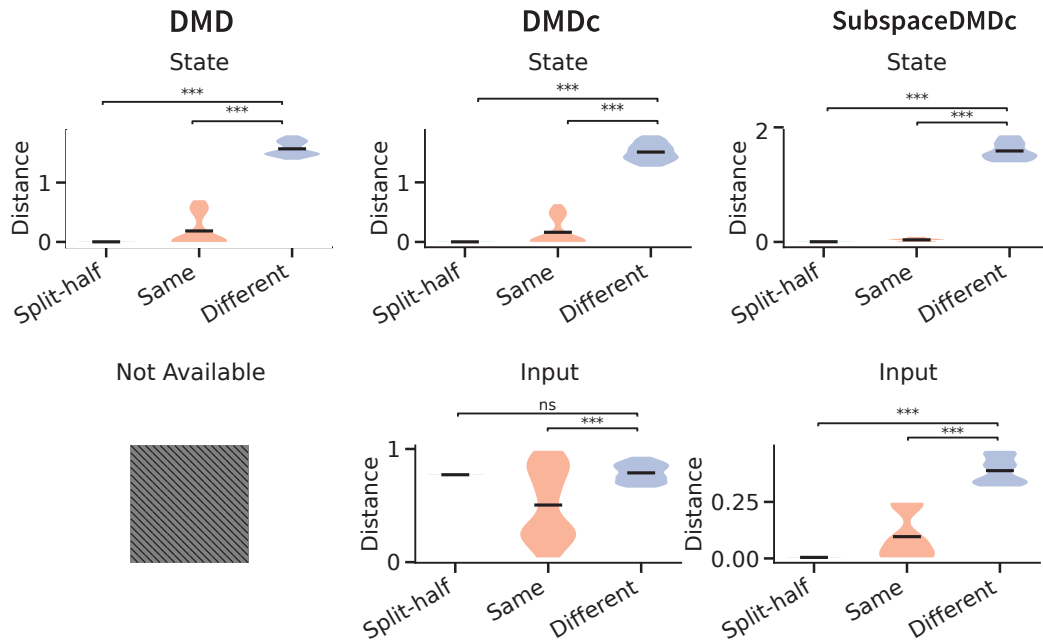 DMD
State
***
***
Distance
1
0
Split-half
Same
Different
DMDc
State
***
***
Distance
1
0
Split-half
Same
Different
SubspaceDMDc
State
***
***
Distance
2
0
Split-half
Same
Different
Not Available
Input
ns
***
Distance
1
0
Split-half
Same
Different
Input
***
***
Distance
0.25
0.00
Split-half
Same
Different